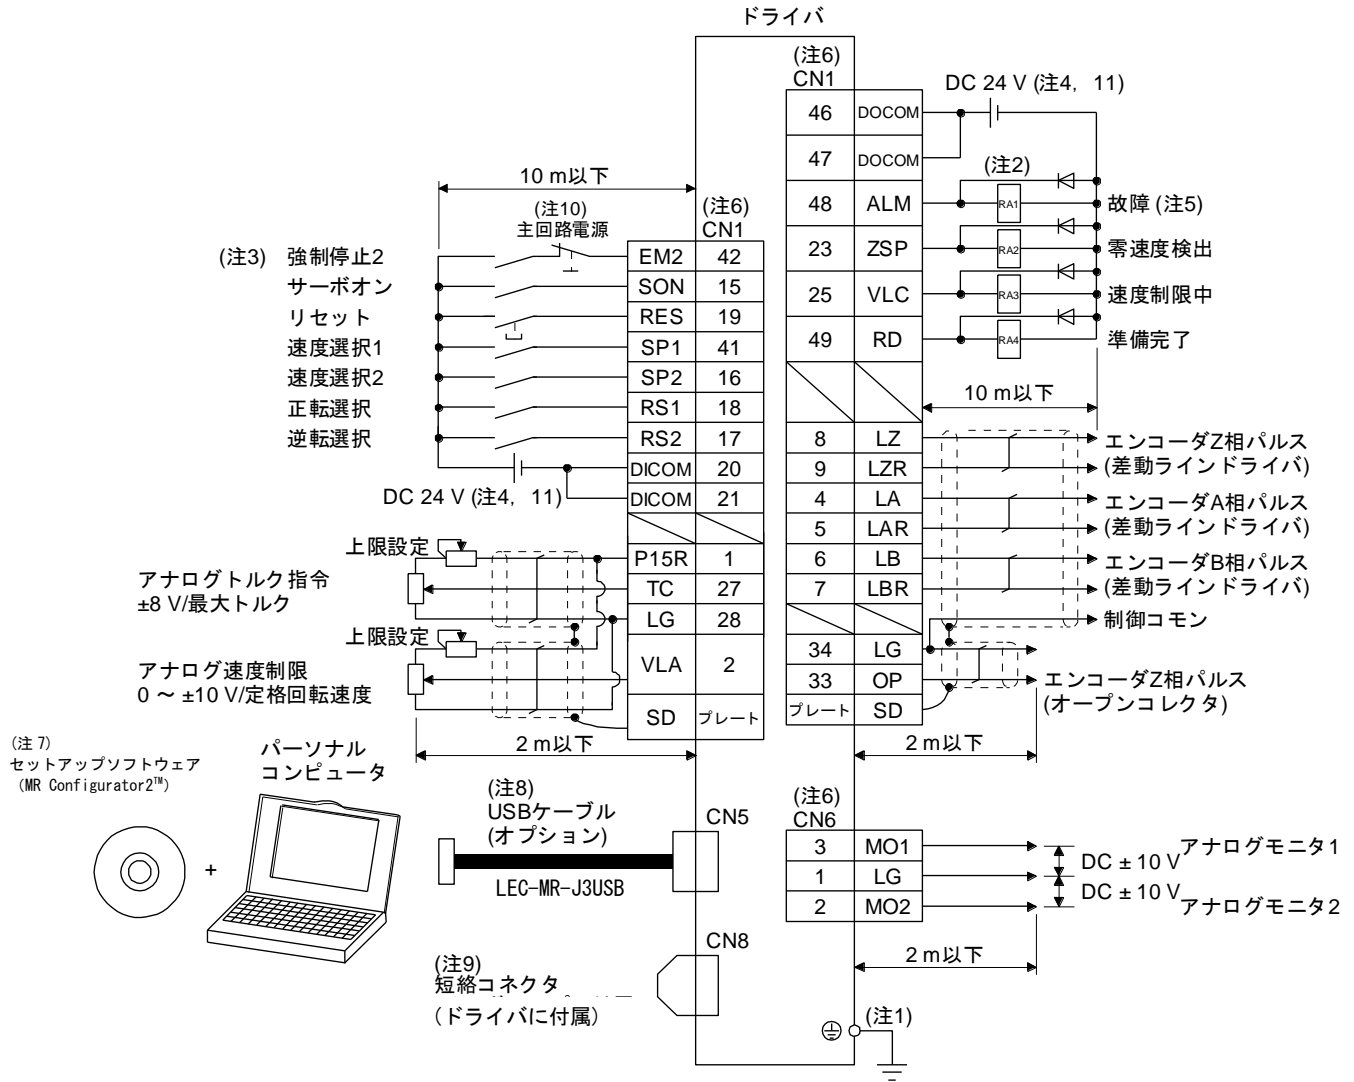 ドライバ
10 m以下
(注10)
主回路電源
(注6)
CN1
(注3) 強制停止2 EM2 42
サーボオン SON 15
リセット RES 19
速度選択1 SP1 41
速度選択2 SP2 16
正転選択 RS1 18
逆転選択 RS2 17
DICOM 20
DC 24 V (注4, 11) DICOM 21
上限設定 P15R 1
アナログトルク指令
±8 V/最大トルク
TC 27
LG 28
上限設定
アナログ速度制限
0 ～ ±10 V/定格回転速度
VLA 2
SD プレート
2 m以下
(注6)
CN1
DC 24 V (注4, 11)
46 DOCOM
47 DOCOM
(注2)
48 ALM RA1 故障 (注5)
23 ZSP RA2 零速度検出
25 VLC RA3 速度制限中
49 RD RA4 準備完了
10 m以下
8 LZ エンコーダZ相パルス
9 LZR (差動ラインドライバ)
4 LA エンコーダA相パルス
5 LAR (差動ラインドライバ)
6 LB エンコーダB相パルス
7 LBR (差動ラインドライバ)
制御コモン
34 LG
33 OP エンコーダZ相パルス
(オープンコレクタ)
プレート SD
2 m以下
(注 7)
セットアップソフトウェア
(MR Configurator2™)
+
パーソナル
コンピュータ
(注8)
USBケーブル
(オプション)
LEC-MR-J3USB
CN5
(注9)
短絡コネクタ
(ドライバに付属)
CN8
(注6)
CN6
3 MO1 アナログモニタ1
DC ± 10 V
1 LG
DC ± 10 V
2 MO2 アナログモニタ2
2 m以下
(注1)